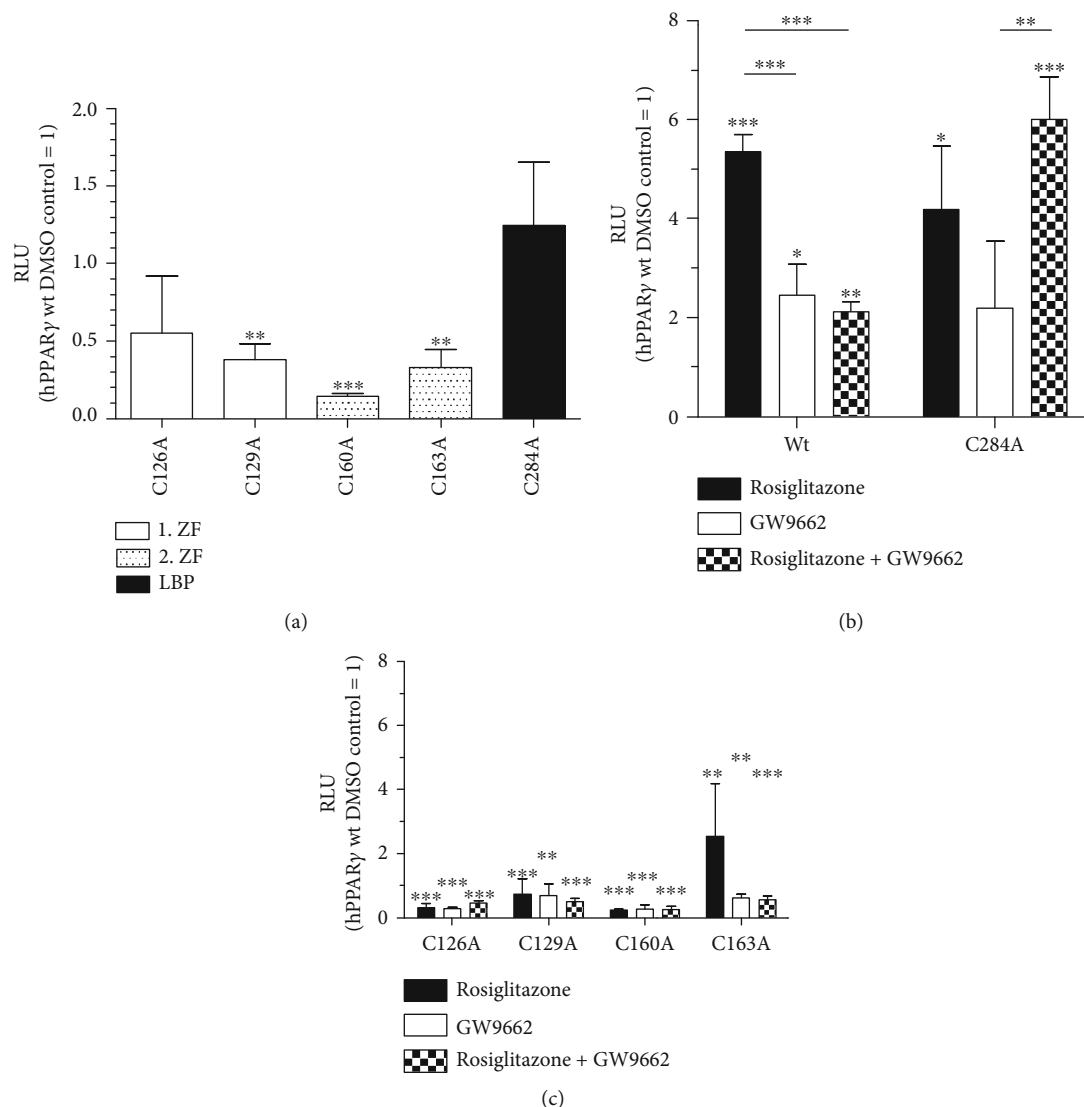 2.0
1.5
1.0
0.5
0.0
RLU
(hPPARγ wt DMSO control = 1)
**
***
**
C126A
C129A
C160A
C163A
C284A
1. ZF
2. ZF
LBP
(a)
8
6
4
2
0
RLU
(hPPARγ wt DMSO control = 1)
***
**
***
***
***
*
*
**
Wt
C284A
Rosiglitazone
GW9662
Rosiglitazone + GW9662
(b)
8
6
4
2
0
RLU
(hPPARγ wt DMSO control = 1)
*** *** ***
*** ** ***
*** *** ***
** ** ***
C126A
C129A
C160A
C163A
Rosiglitazone
GW9662
Rosiglitazone + GW9662
(c)